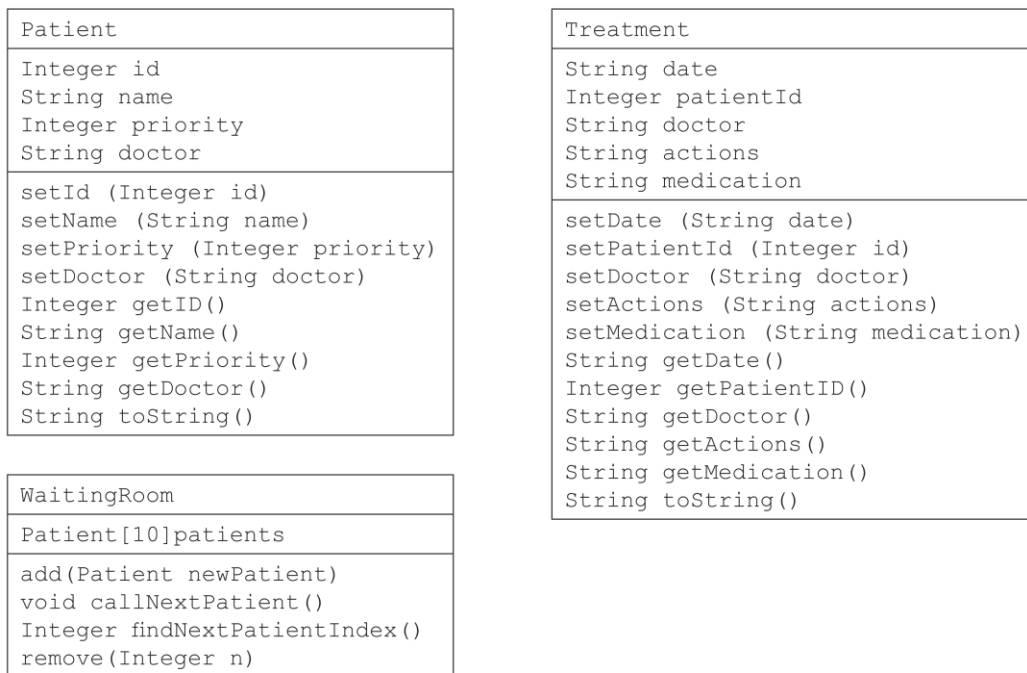 Patient
Integer id
String name
Integer priority
String doctor
setId (Integer id)
setName (String name)
setPriority (Integer priority)
setDoctor (String doctor)
Integer getID()
String getName()
Integer getPriority()
String getDoctor()
String toString()
WaitingRoom
Patient[10]patients
add(Patient newPatient)
void callNextPatient()
Integer findNextPatientIndex()
remove(Integer n)
Treatment
String date
Integer patientId
String doctor
String actions
String medication
setDate (String date)
setPatientId (Integer id)
setDoctor (String doctor)
setActions (String actions)
setMedication (String medication)
String getDate()
Integer getPatientID()
String getDoctor()
String getActions()
String getMedication()
String toString()